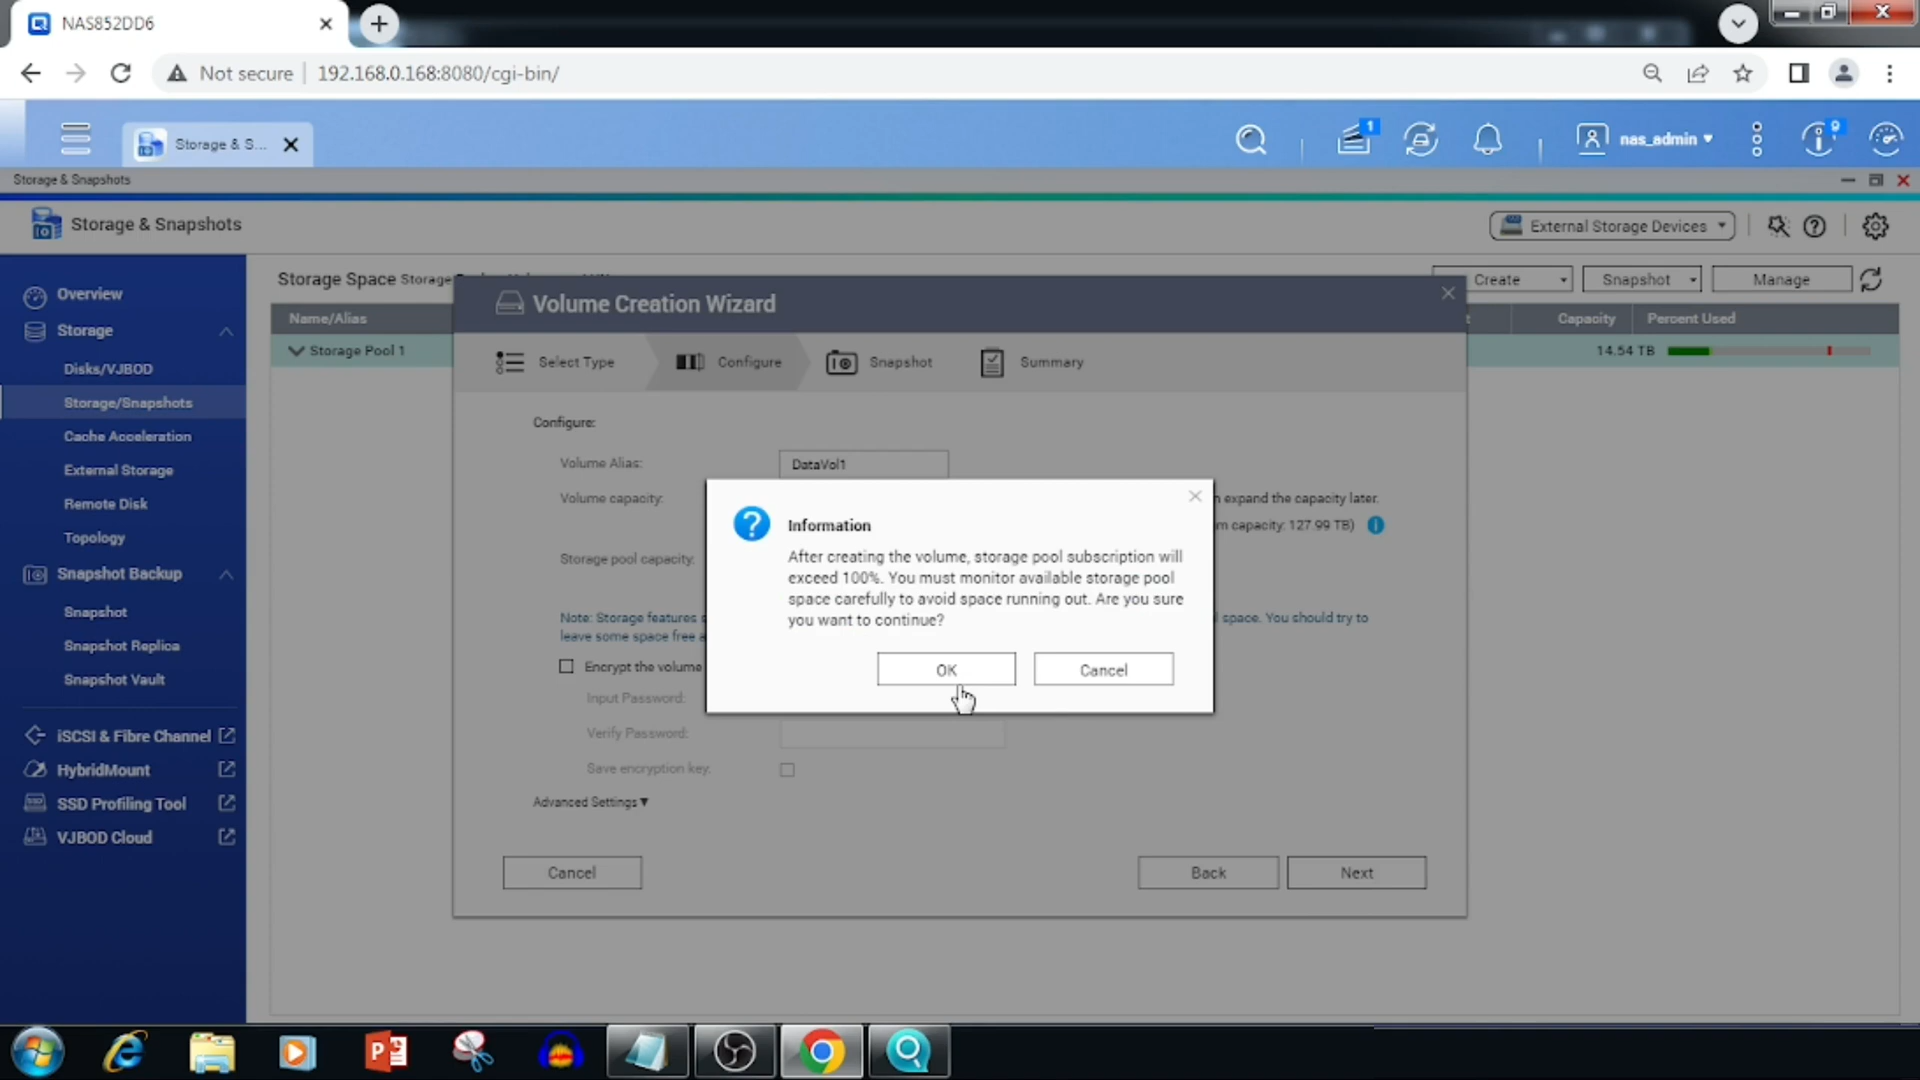 NAS852DD6
Not secure
192.168.0.168:8080/cgi-bin/
Storage & S...
1
nas_admin
9
Storage & Snapshots
Storage & Snapshots
External Storage Devices
Overview
Storage
Disks/VJBOD
Storage/Snapshots
Cache Acceleration
External Storage
Remote Disk
Topology
Snapshot Backup
Snapshot
Snapshot Replica
Snapshot Vault
iSCSI & Fibre Channel
HybridMount
SSD Profiling Tool
VJBOD Cloud
Storage Space Storage
Create
Snapshot
Manage
Name/Alias
Capacity
Percent Used
Storage Pool 1
14.54 TB
Volume Creation Wizard
Select Type
Configure
Snapshot
Summary
Configure:
Volume Alias:
DataVol1
Volume capacity:
n expand the capacity later.
m capacity: 127.99 TB)
Storage pool capacity:
Note: Storage features
l space. You should try to
leave some space free a
Encrypt the volume
Input Password:
Verify Password:
Save encryption key.
Advanced Settings
Cancel
Back
Next
Information
After creating the volume, storage pool subscription will
exceed 100%. You must monitor available storage pool
space carefully to avoid space running out. Are you sure
you want to continue?
OK
Cancel